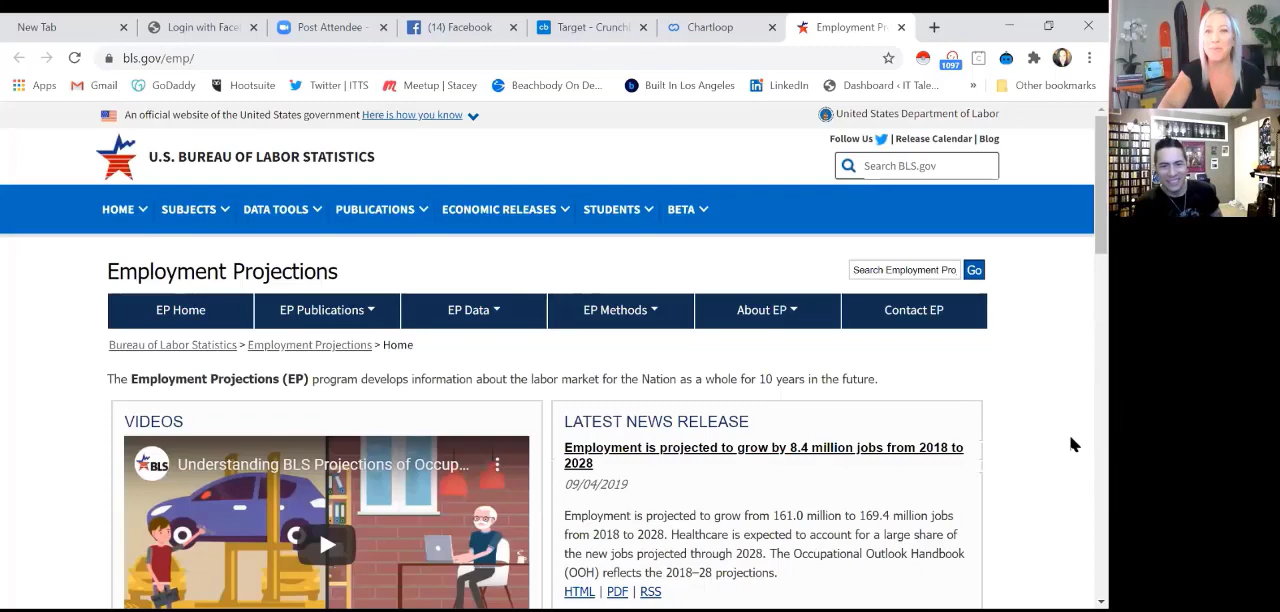 New Tab
Login with Face
Post Attendee -
(14) Facebook
Target - Crunch
Chartloop
Employment Pr
bls.gov/emp/
1097
Apps
Gmail
GoDaddy
Hootsuite
Twitter | ITTS
Meetup | Stacey
Beachbody On De...
Built In Los Angeles
LinkedIn
Dashboard ‹ IT Tale...
»
Other bookmarks
An official website of the United States government Here is how you know
United States Department of Labor
Follow Us | Release Calendar | Blog
U.S. BUREAU OF LABOR STATISTICS
Search BLS.gov
HOME SUBJECTS DATA TOOLS PUBLICATIONS ECONOMIC RELEASES STUDENTS BETA
Employment Projections
Search Employment Pro Go
EP Home EP Publications EP Data EP Methods About EP Contact EP
Bureau of Labor Statistics > Employment Projections > Home
The Employment Projections (EP) program develops information about the labor market for the Nation as a whole for 10 years in the future.
VIDEOS
BLS
Understanding BLS Projections of Occup...
LATEST NEWS RELEASE
Employment is projected to grow by 8.4 million jobs from 2018 to
2028
09/04/2019
Employment is projected to grow from 161.0 million to 169.4 million jobs
from 2018 to 2028. Healthcare is expected to account for a large share of
the new jobs projected through 2028. The Occupational Outlook Handbook
(OOH) reflects the 2018–28 projections.
HTML | PDF | RSS